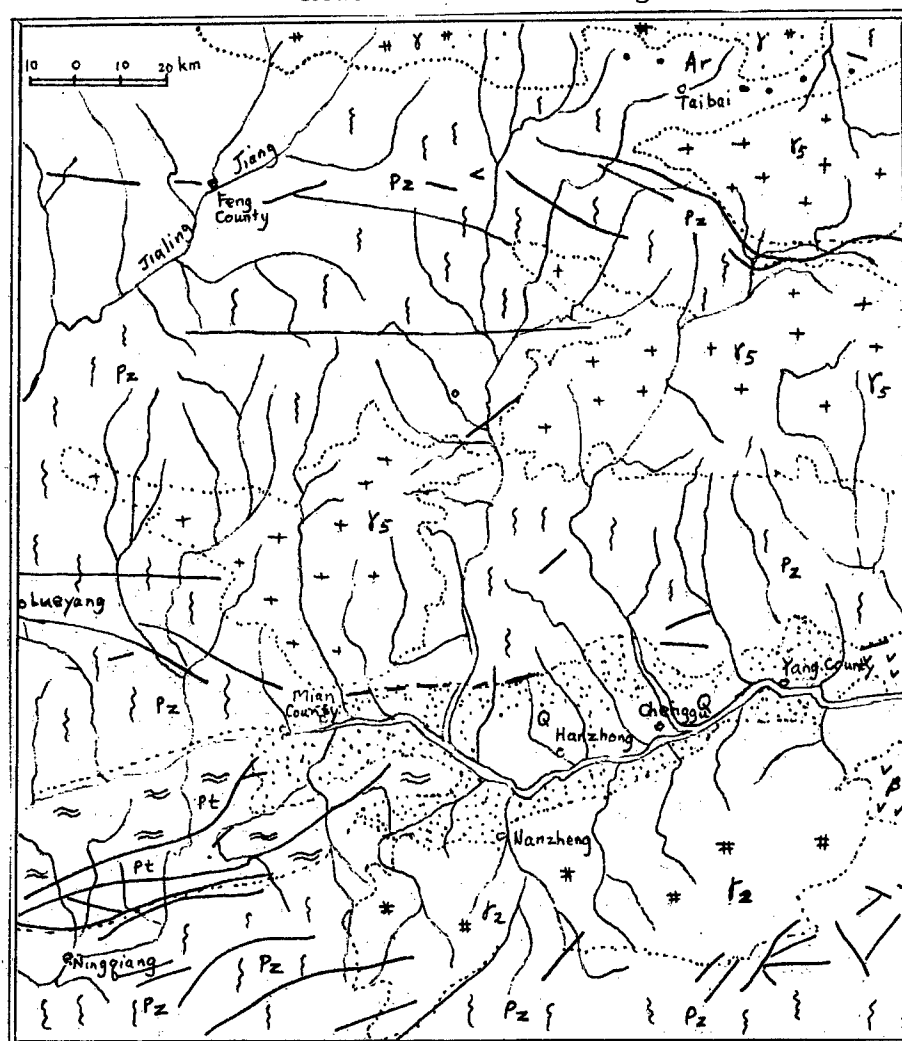 γ
γ
10 0 10 20 km
Ar
Taibai
γ5
Jiang
Pz
Feng
County
Pz
Jialing
γ5
γ5
Pz
γ5
Pz
Lueyang
Yang County
Mian
County
Pz
Q
Q
Chenggu
Hanzhong
Pt
β
Nanzheng
Pt
γ2
γ2
Ningqiang
Pz
Pz
Pz
Pz